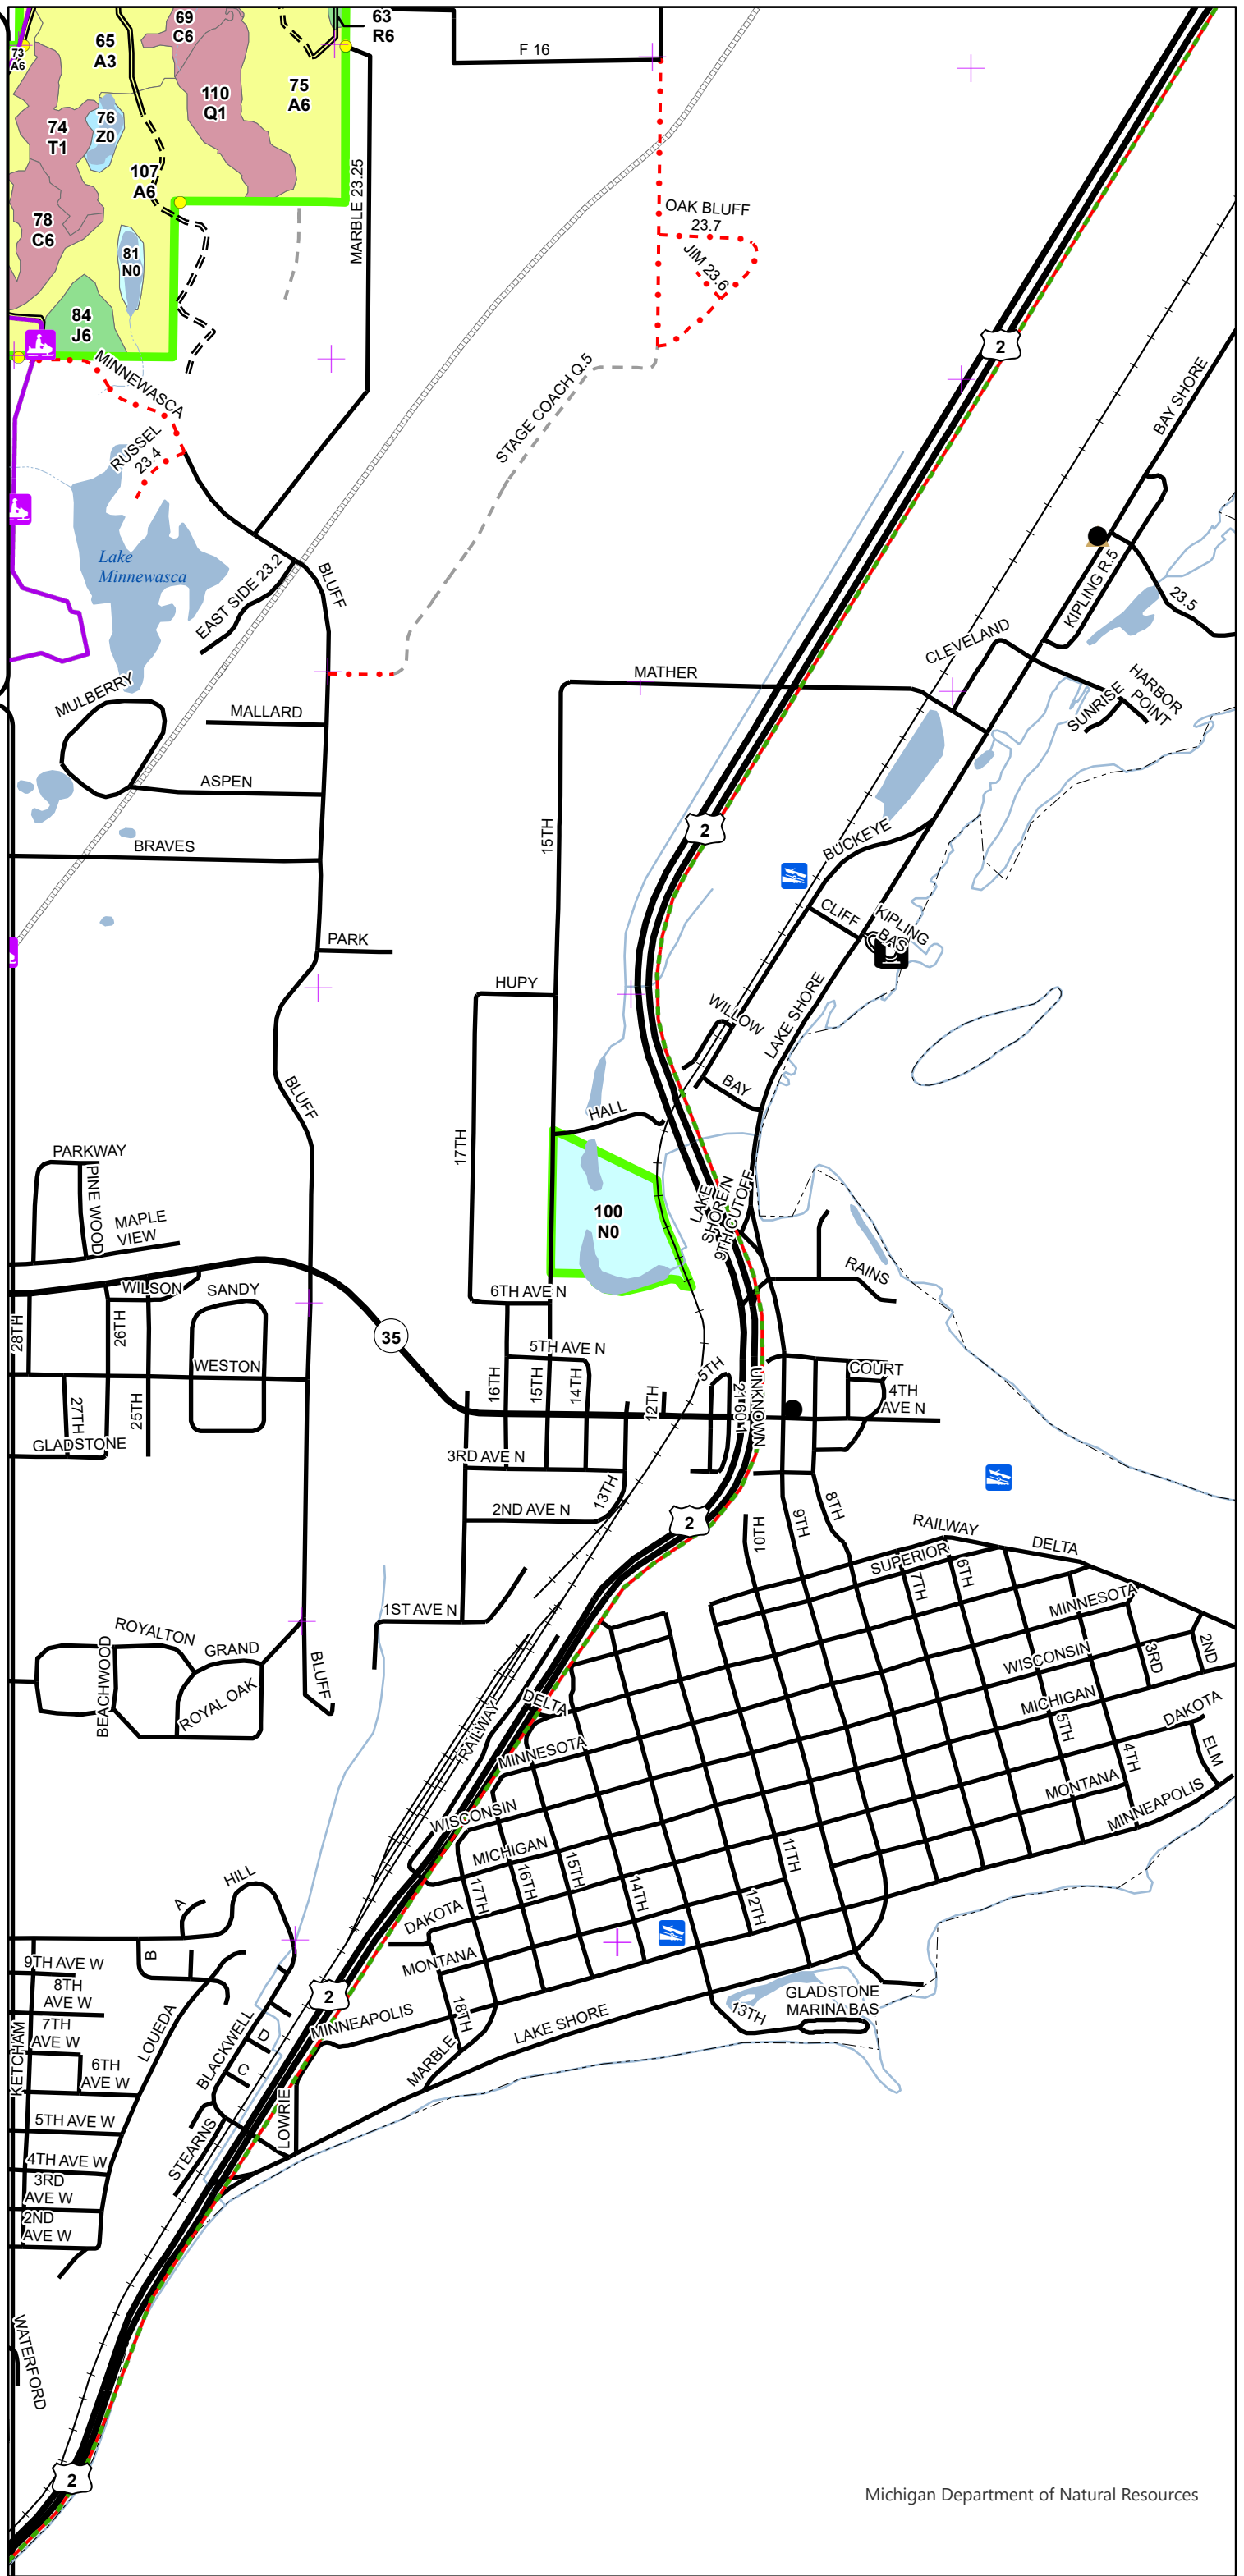 69
C6
63
R6
65
A3
73
A6
F 16
75
A6
110
Q1
76
Z0
74
T1
107
A6
MARBLE 23.25
OAK BLUFF
23.7
78
C6
JIM 23.6
81
N0
84
J6
2
MINNEWASCA
STAGE COACH Q.5
BAY SHORE
RUSSEL
23.4
Lake
Minnewasca
EAST SIDE 23.2
BLUFF
KIPLING R.5
23.5
CLEVELAND
MATHER
HARBOR
POINT
SUNRISE
MULBERRY
MALLARD
ASPEN
15TH
2
BRAVES
BUCKEYE
CLIFF
KIPLING
BAS
PARK
HUPY
WILLOW
LAKE SHORE
BAY
BLUFF
HALL
17TH
PARKWAY
PINE WOOD
MAPLE
VIEW
LAKE
SHORE/N
9TH CUTOFF
100
N0
RAINS
WILSON
SANDY
6TH AVE N
28TH
26TH
35
5TH AVE N
WESTON
16TH
15TH
14TH
12TH
5TH
UNKNOWN
COURT
4TH
AVE N
27TH
25TH
GLADSTONE
3RD AVE N
13TH
2ND AVE N
2
10TH
9TH
8TH
RAILWAY
DELTA
SUPERIOR
7TH
6TH
MINNESOTA
1ST AVE N
ROYALTON
GRAND
BEACHWOOD
ROYAL OAK
BLUFF
WISCONSIN
3RD
2ND
MICHIGAN
5TH
DAKOTA
ELM
4TH
MONTANA
MINNEAPOLIS
DELTA
RAILWAY
MINNESOTA
WISCONSIN
MICHIGAN
17TH
16TH
15TH
14TH
11TH
12TH
HILL
A
DAKOTA
B
MONTANA
9TH AVE W
8TH
AVE W
7TH
AVE W
KETCHAM
6TH
AVE W
LOUEDA
BLACKWELL
D
C
2
MINNEAPOLIS
18TH
LAKE SHORE
13TH
GLADSTONE
MARINA BAS
MARBLE
LOWRIE
5TH AVE W
STEARNS
4TH AVE W
3RD
AVE W
2ND
AVE W
WATERFORD
2
Michigan Department of Natural Resources